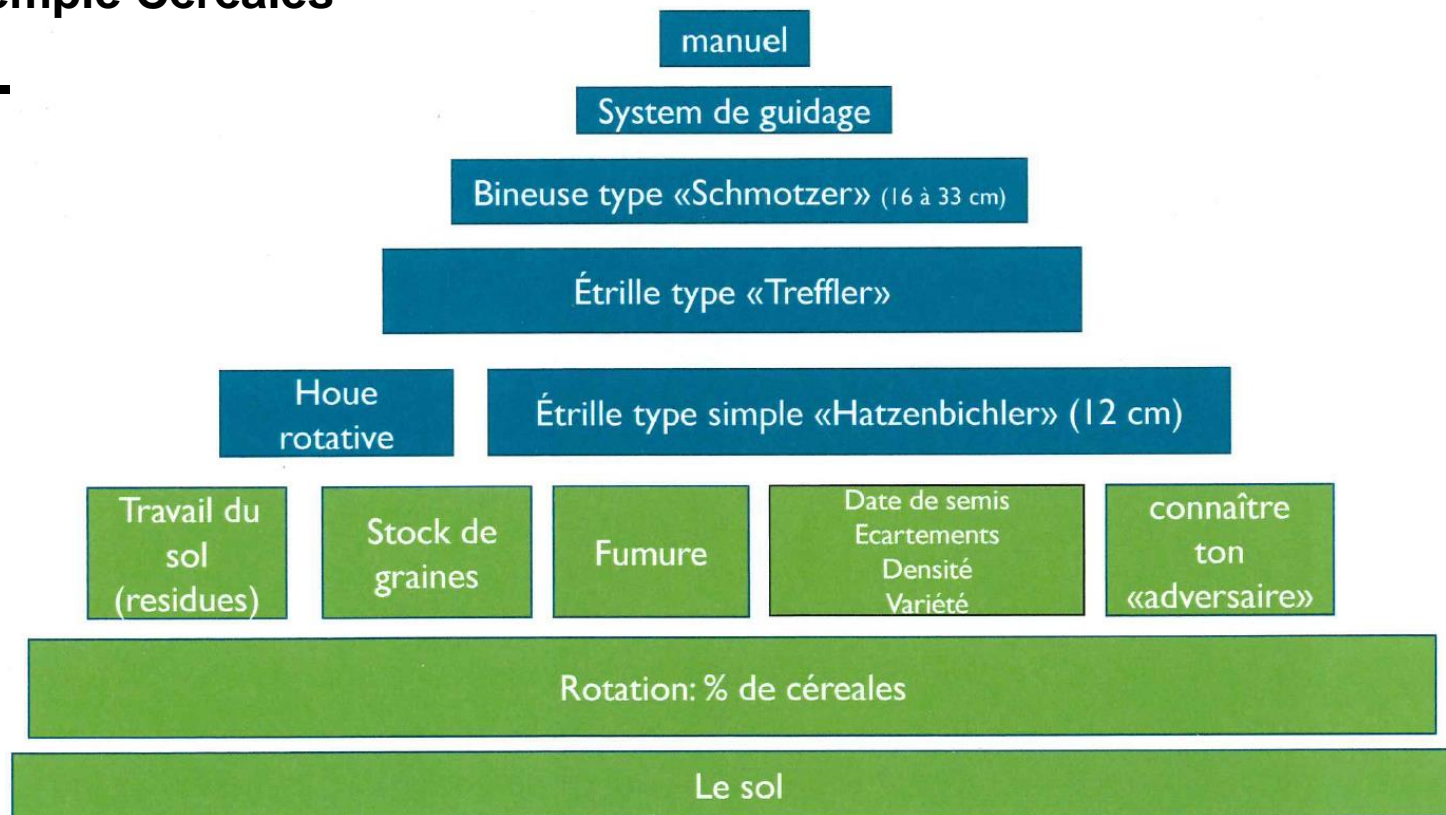 manuel
System de guidage
Bineuse type «Schmotzer» (16 à 33 cm)
Étrille type «Treffler»
Houe
rotative
Étrille type simple «Hatzenbichler» (12 cm)
Travail du
sol
(residues)
Stock de
graines
Fumure
Date de semis
Ecartements
Densité
Variété
connaître
ton
«adversaire»
Rotation: % de céreales
Le sol